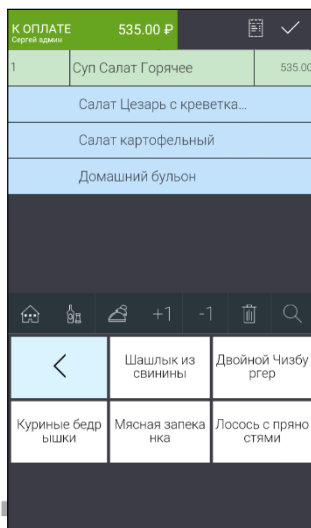 К ОПЛАТЕ 535.00 ₽
Сергей админ
1 Суп Салат Горячее 535.00
Салат Цезарь с креветка...
Салат картофельный
Домашний бульон
+1 -1
Шашлык из
свинины
Двойной Чизбу
ргер
Куриные бедр
ышки
Мясная запека
нка
Лосось с пряно
стями